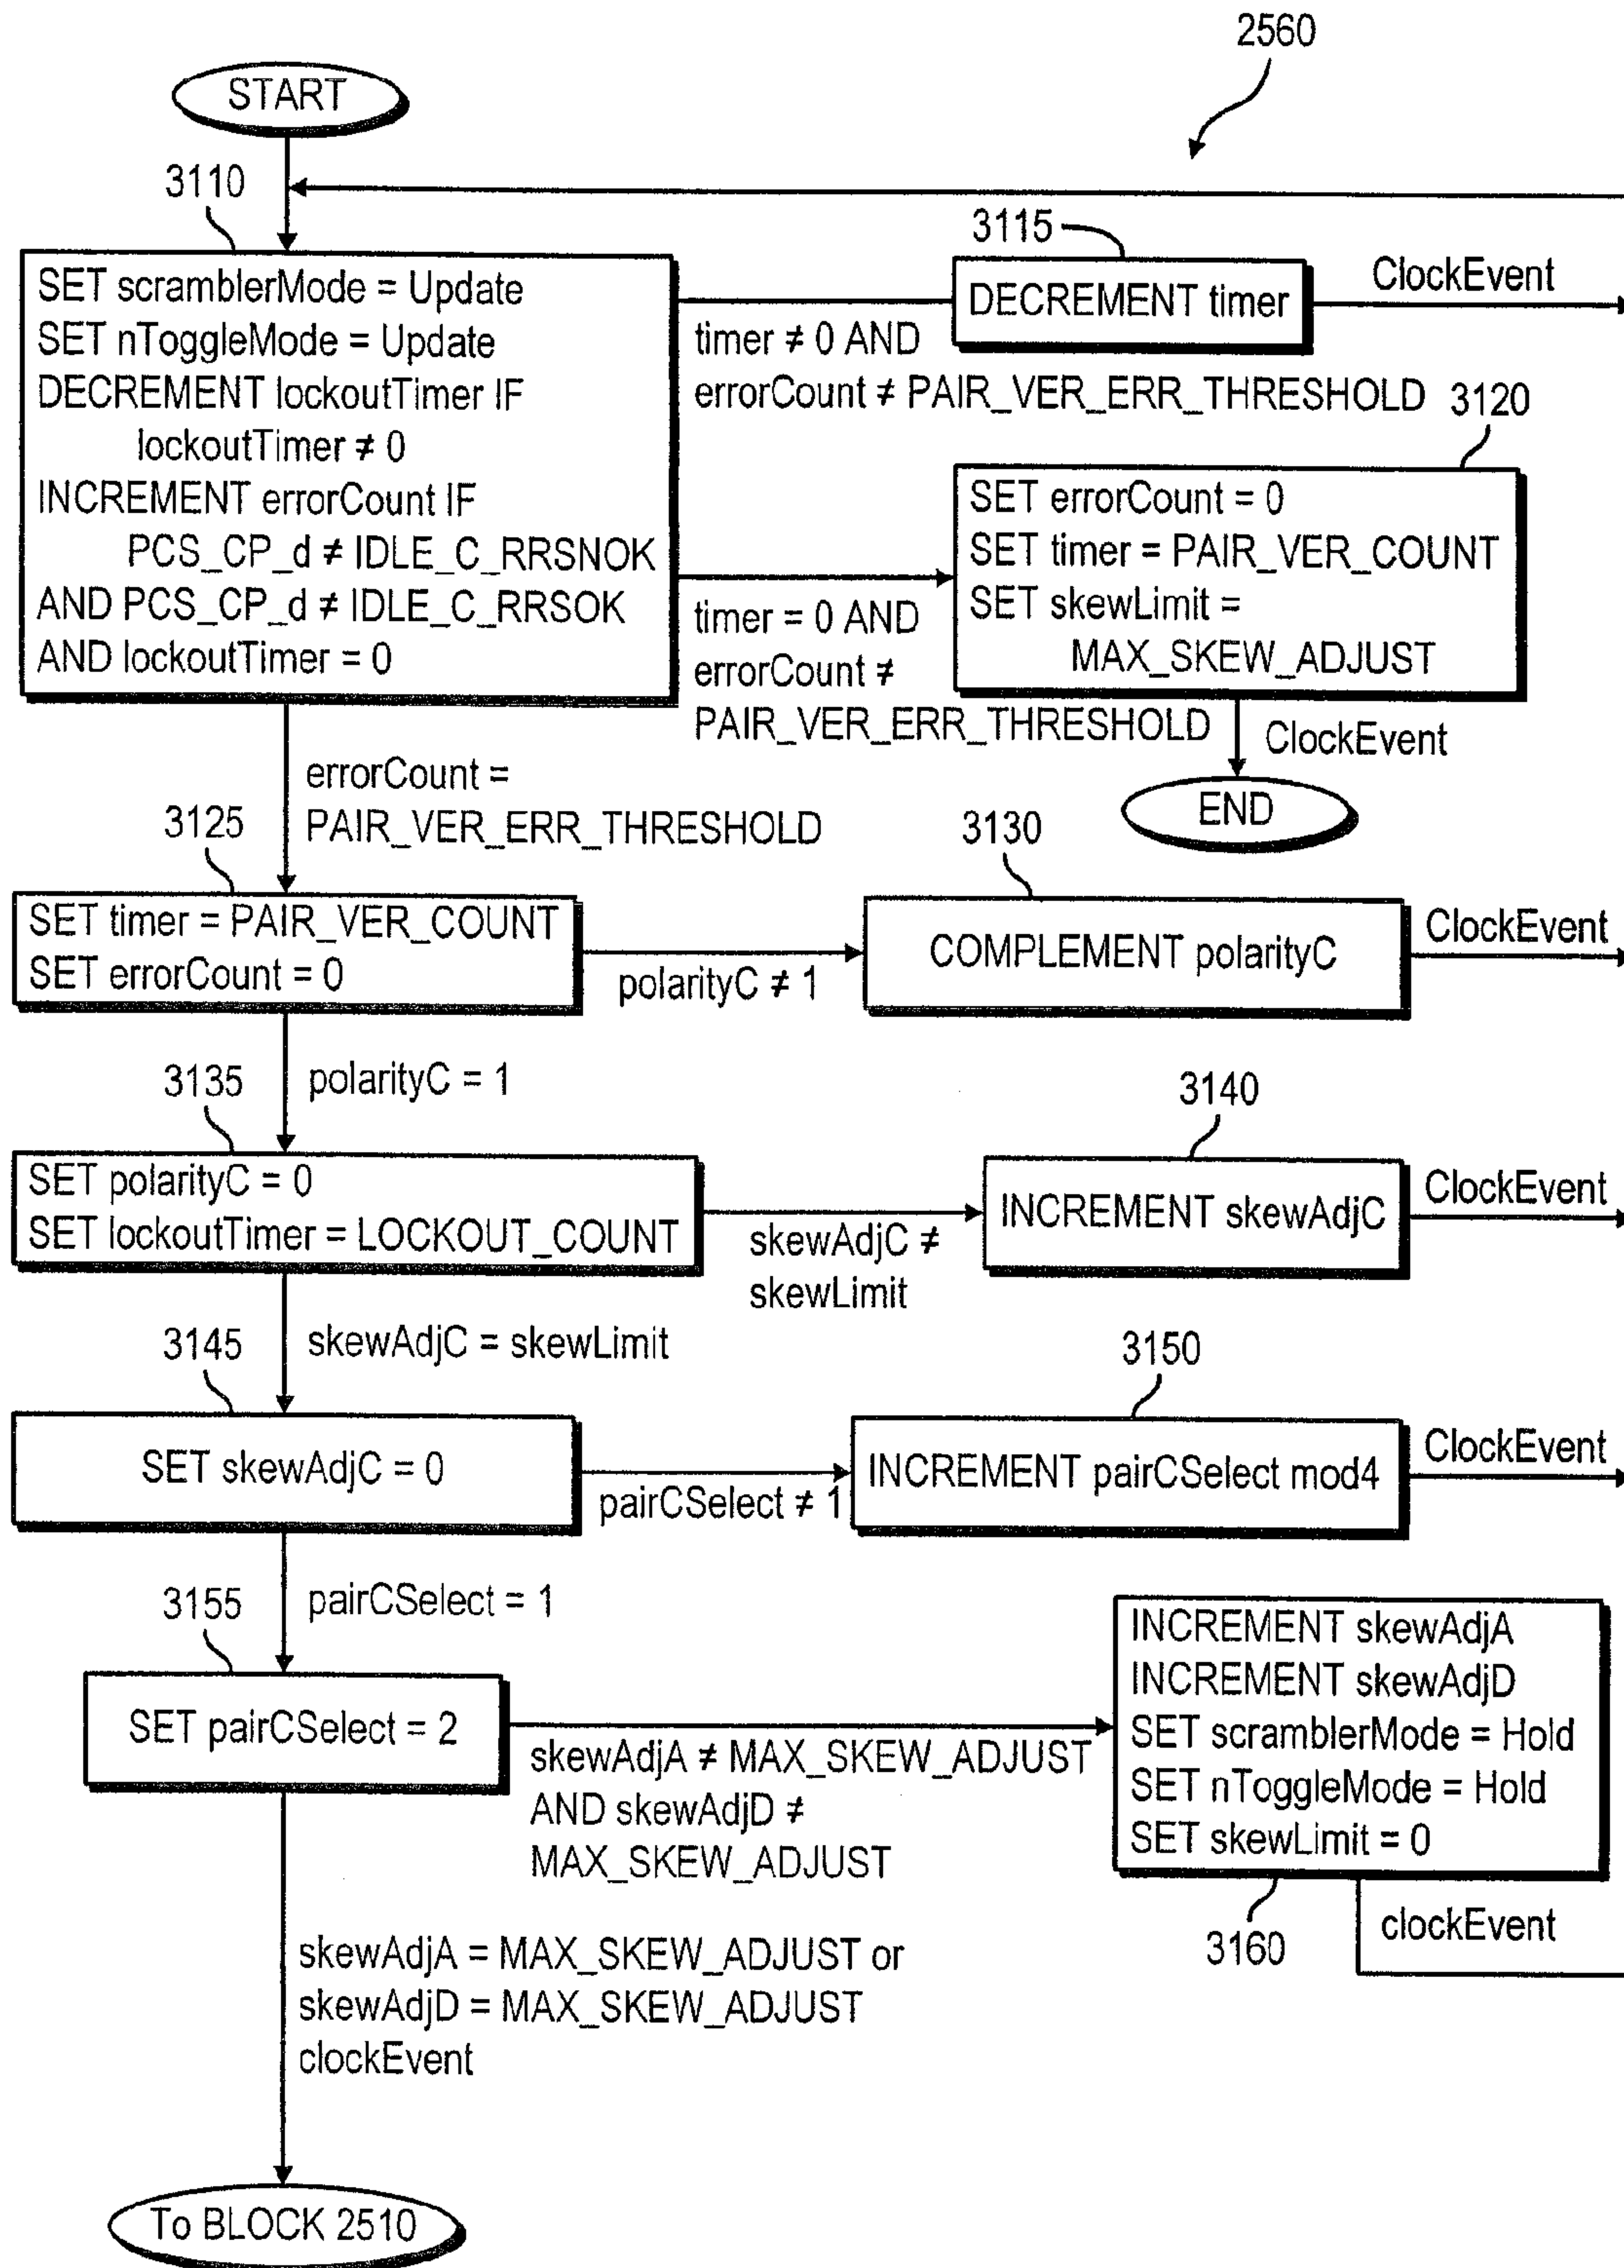 2560
START
3110
SET scramblerMode = Update
SET nToggleMode = Update
DECREMENT lockoutTimer IF
lockoutTimer ≠ 0
INCREMENT errorCount IF
PCS_CP_d ≠ IDLE_C_RRSNOK
AND PCS_CP_d ≠ IDLE_C_RRSOK
AND lockoutTimer = 0
3115
DECREMENT timer
ClockEvent
timer ≠ 0 AND
errorCount ≠ PAIR_VER_ERR_THRESHOLD
3120
SET errorCount = 0
SET timer = PAIR_VER_COUNT
SET skewLimit =
MAX_SKEW_ADJUST
timer = 0 AND
errorCount ≠
PAIR_VER_ERR_THRESHOLD
ClockEvent
END
errorCount =
PAIR_VER_ERR_THRESHOLD
3125
SET timer = PAIR_VER_COUNT
SET errorCount = 0
polarityC ≠ 1
3130
COMPLEMENT polarityC
ClockEvent
polarityC = 1
3135
SET polarityC = 0
SET lockoutTimer = LOCKOUT_COUNT
skewAdjC ≠
skewLimit
3140
INCREMENT skewAdjC
ClockEvent
skewAdjC = skewLimit
3145
SET skewAdjC = 0
pairCSelect ≠ 1
3150
INCREMENT pairCSelect mod4
ClockEvent
pairCSelect = 1
3155
SET pairCSelect = 2
skewAdjA ≠ MAX_SKEW_ADJUST
AND skewAdjD ≠
MAX_SKEW_ADJUST
INCREMENT skewAdjA
INCREMENT skewAdjD
SET scramblerMode = Hold
SET nToggleMode = Hold
SET skewLimit = 0
3160
clockEvent
skewAdjA = MAX_SKEW_ADJUST or
skewAdjD = MAX_SKEW_ADJUST
clockEvent
To BLOCK 2510